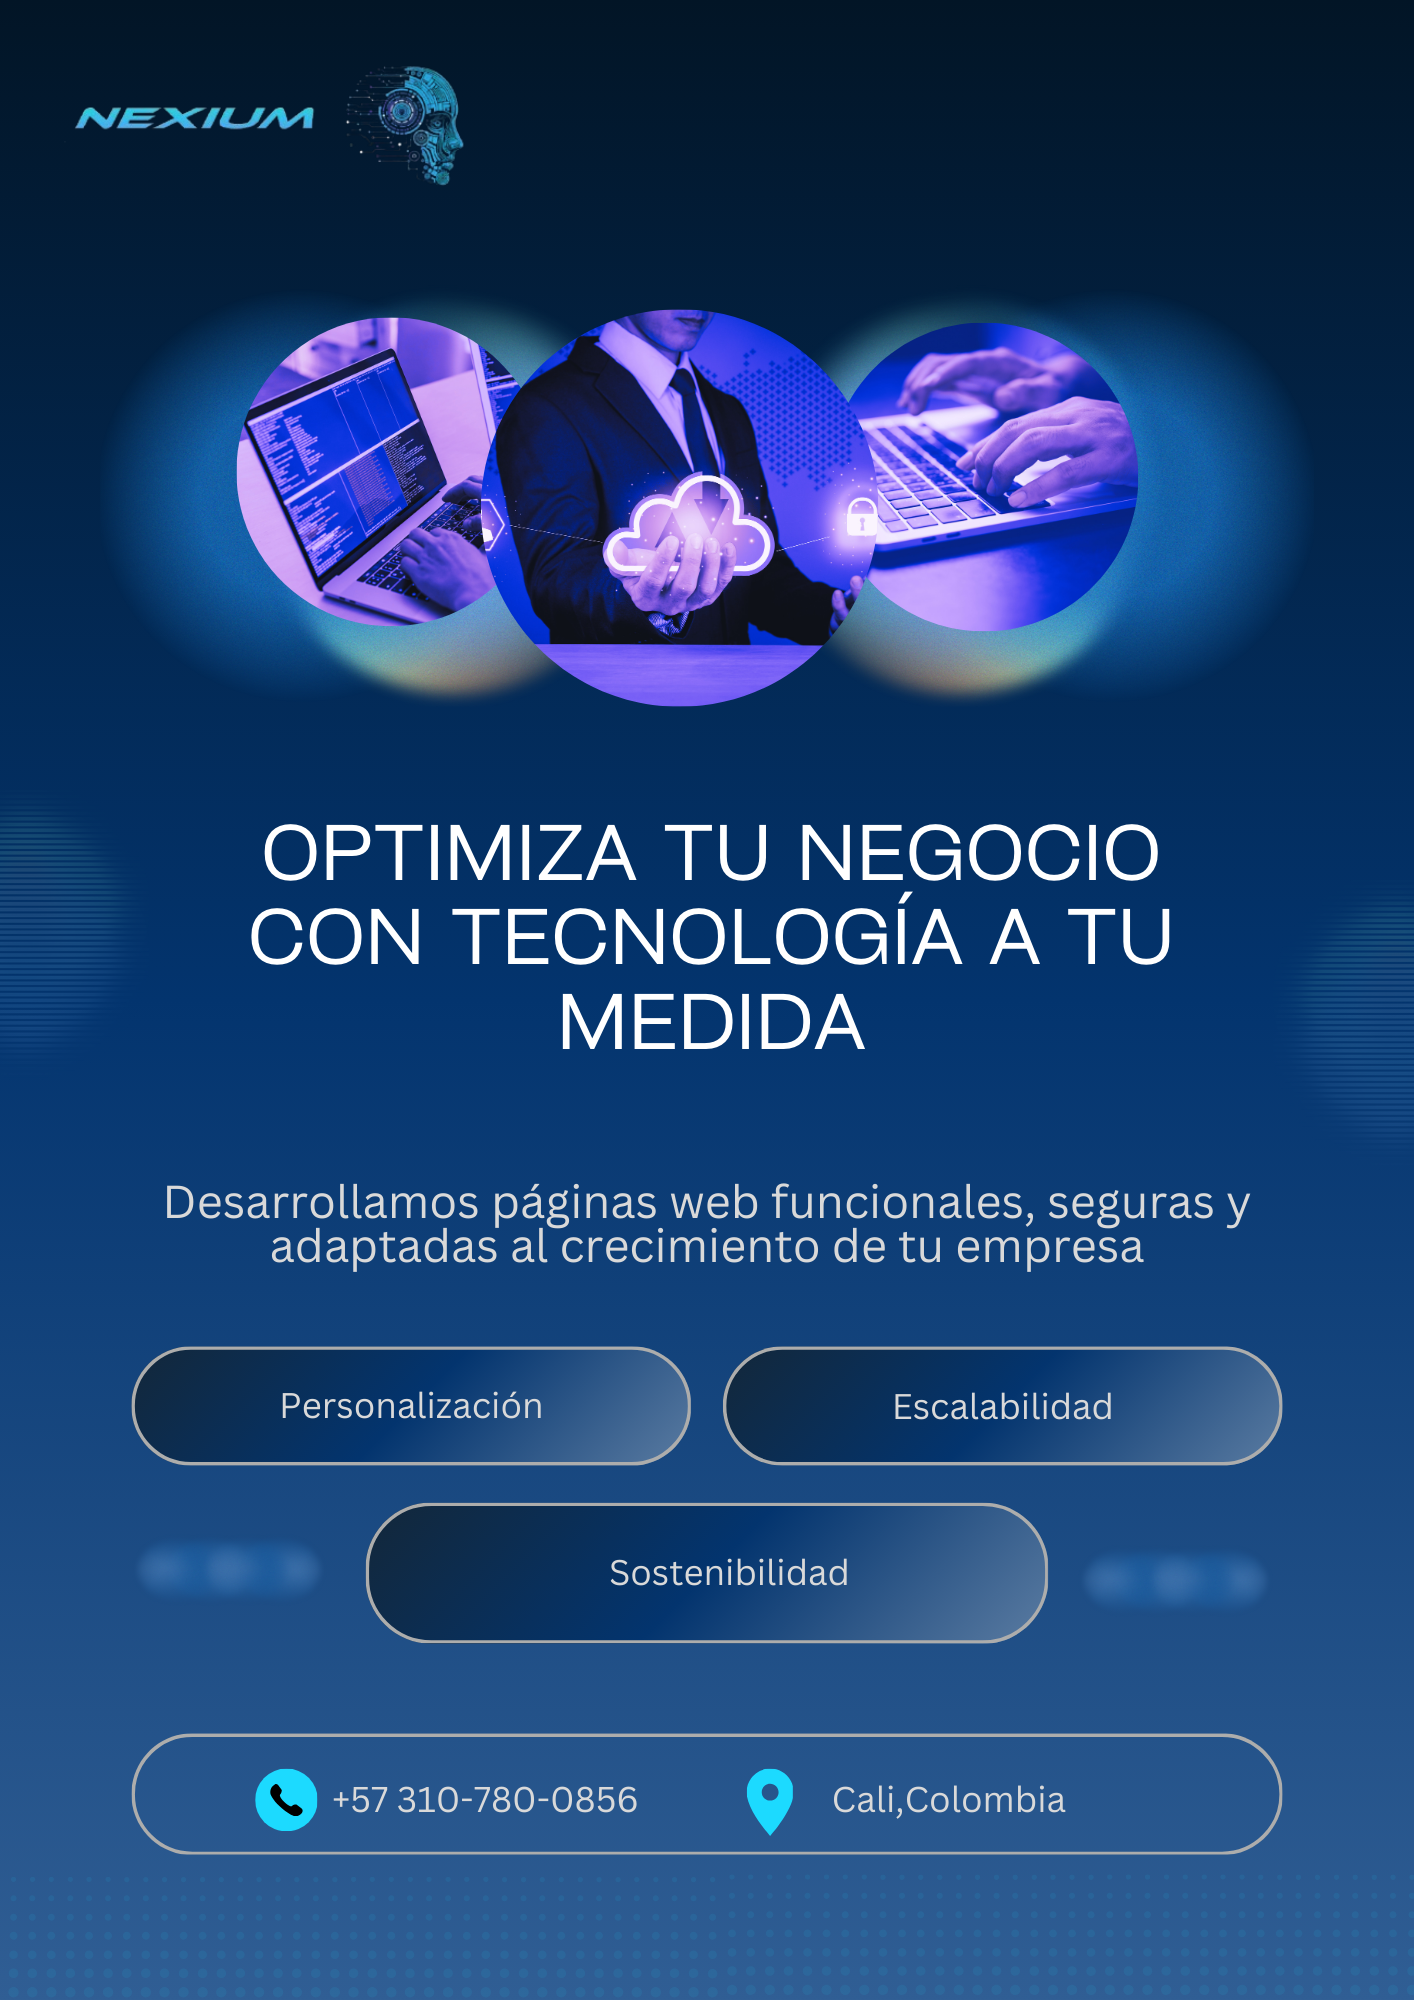 NEXIUM
OPTIMIZA TU NEGOCIO
CON TECNOLOGÍA A TU
MEDIDA
Desarrollamos páginas web funcionales, seguras y
adaptadas al crecimiento de tu empresa
Personalización
Escalabilidad
Sostenibilidad
+57 310-780-0856
Cali,Colombia